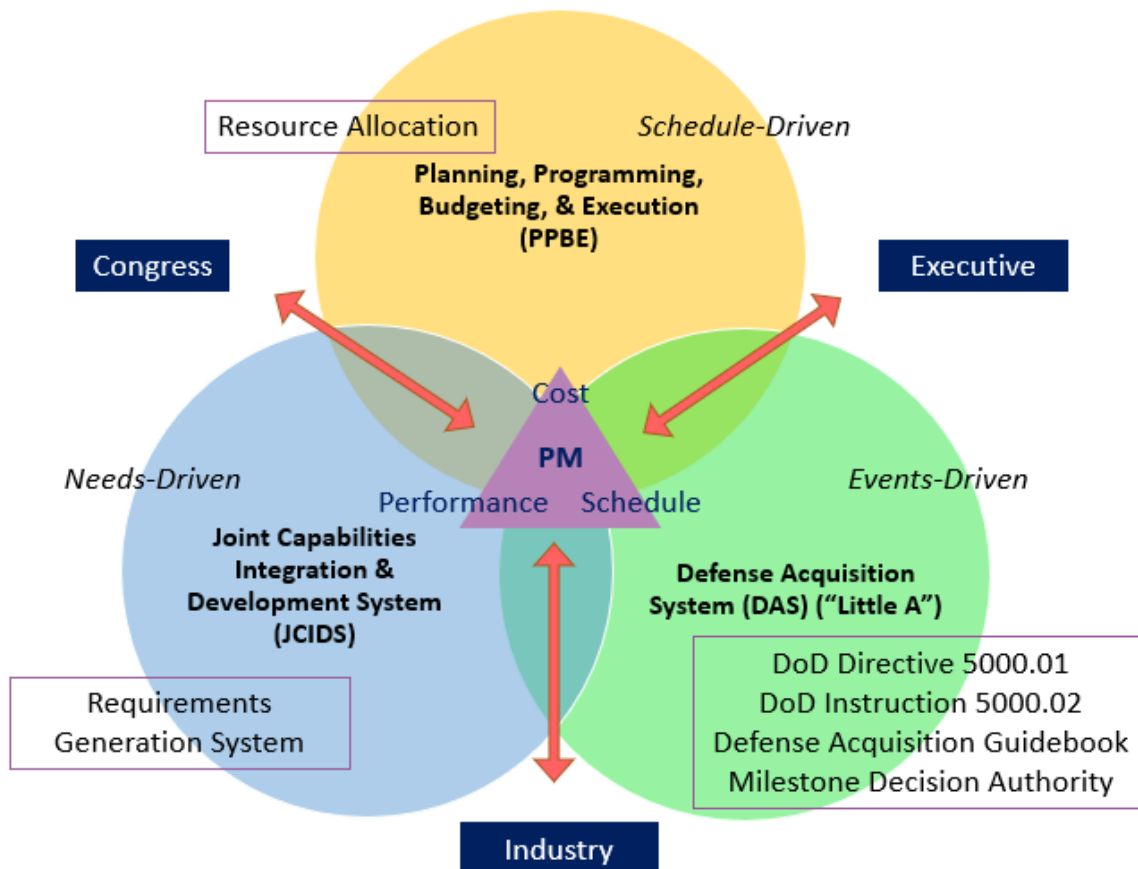 Resource Allocation
Schedule-Driven
Planning, Programming,
Budgeting, & Execution
(PPBE)
Congress
Executive
Cost
PM
Performance
Schedule
Needs-Driven
Events-Driven
Joint Capabilities
Integration &
Development System
(JCIDS)
Defense Acquisition
System (DAS) (“Little A”)
Requirements
Generation System
DoD Directive 5000.01
DoD Instruction 5000.02
Defense Acquisition Guidebook
Milestone Decision Authority
Industry